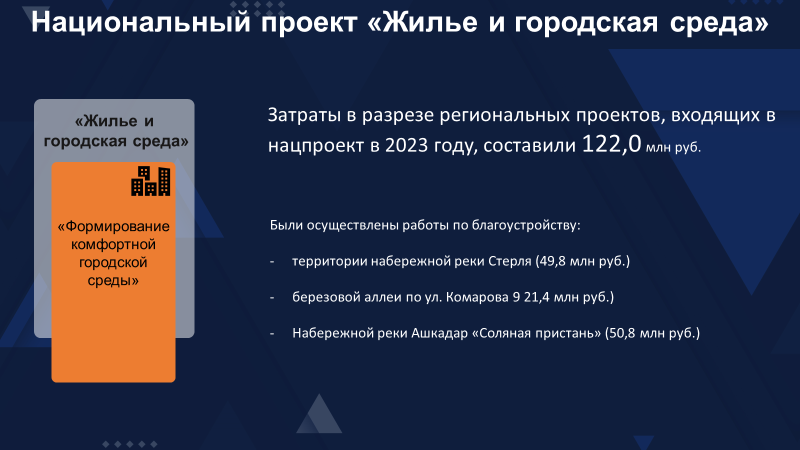 Национальный проект «Жилье и городская среда»
«Жилье и
городская среда»
«Формирование
комфортной
городской
среды»
Затраты в разрезе региональных проектов, входящих в
нацпроект в 2023 году, составили 122,0 млн руб.
Были осуществлены работы по благоустройству:
- территории набережной реки Стерля (49,8 млн руб.)
- березовой аллеи по ул. Комарова 9 21,4 млн руб.)
- Набережной реки Ашкадар «Соляная пристань» (50,8 млн руб.)